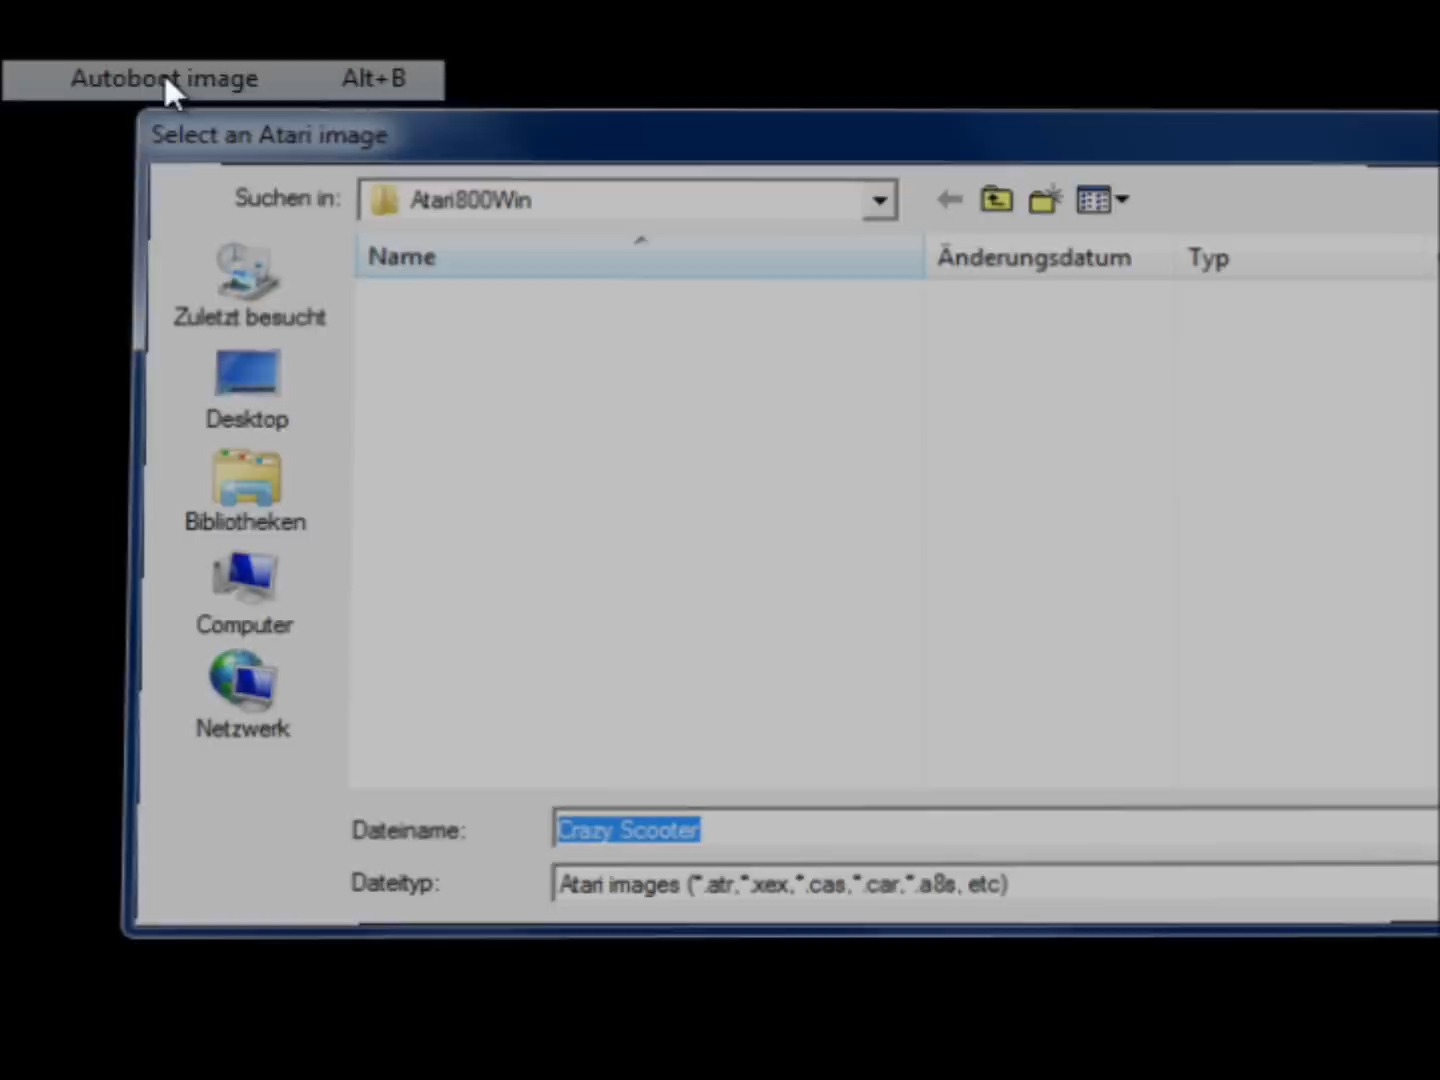 Autoboot image Alt+B
Select an Atari image
Suchen in: Atari800Win
Name Änderungsdatum Typ
Zuletzt besucht
Desktop
Bibliotheken
Computer
Netzwerk
Dateiname: Crazy Scooter
Dateityp: Atari images (*.atr,*.xex,*.cas,*.car,*.a8s, etc)